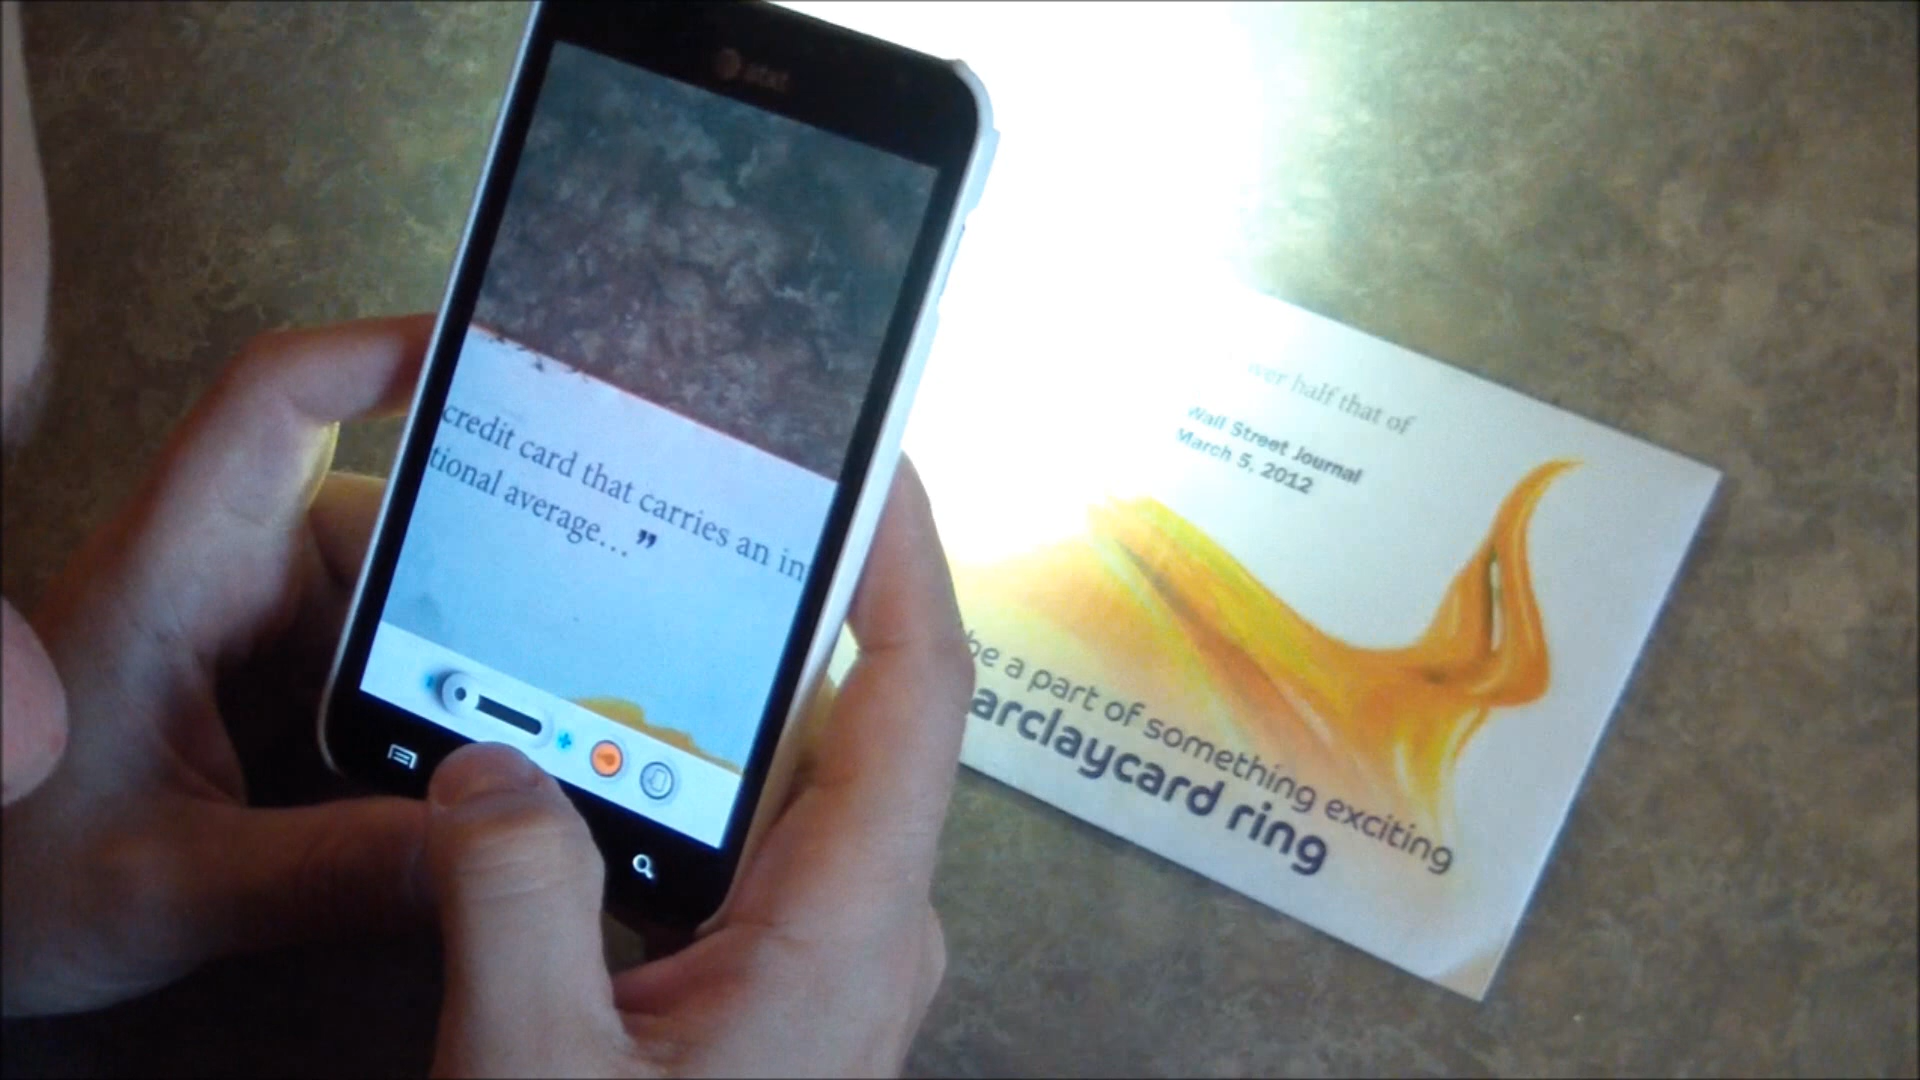 at&t
credit card that carries an in
tional average...”
wer half that of
Wall Street Journal
March 5, 2012
be a part of something exciting
arclaycard ring